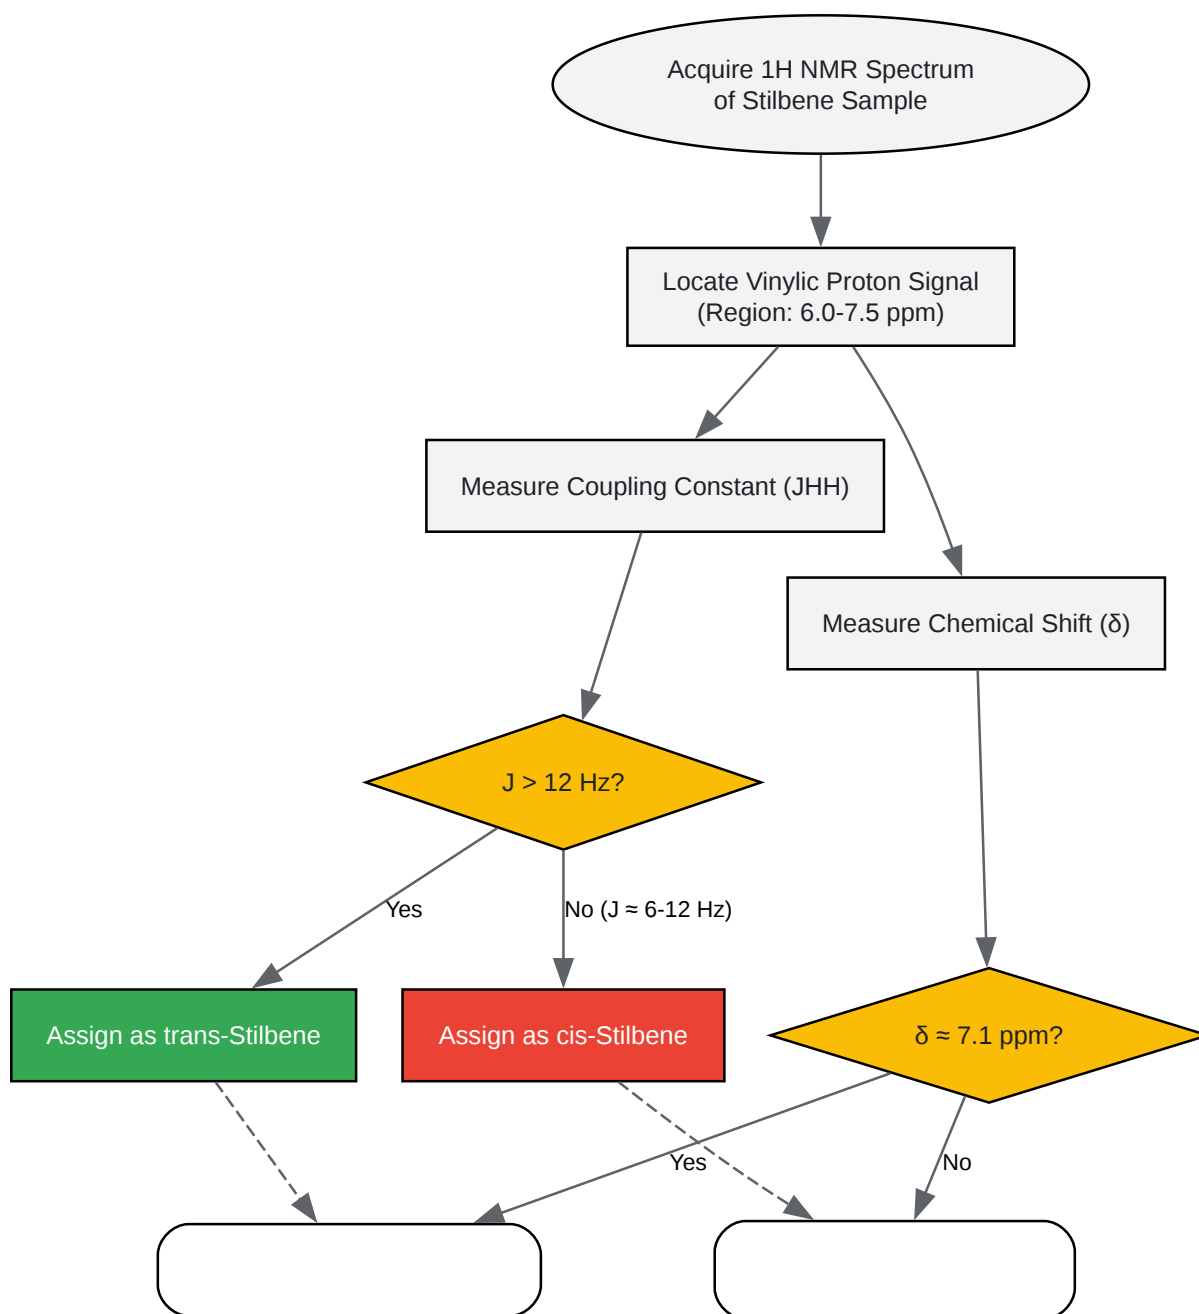 Acquire 1H NMR Spectrum
of Stilbene Sample
Locate Vinylic Proton Signal
(Region: 6.0-7.5 ppm)
Measure Coupling Constant (JHH)
Measure Chemical Shift (δ)
J > 12 Hz?
Yes
No (J ≈ 6-12 Hz)
Assign as trans-Stilbene
Assign as cis-Stilbene
δ ≈ 7.1 ppm?
Yes
No